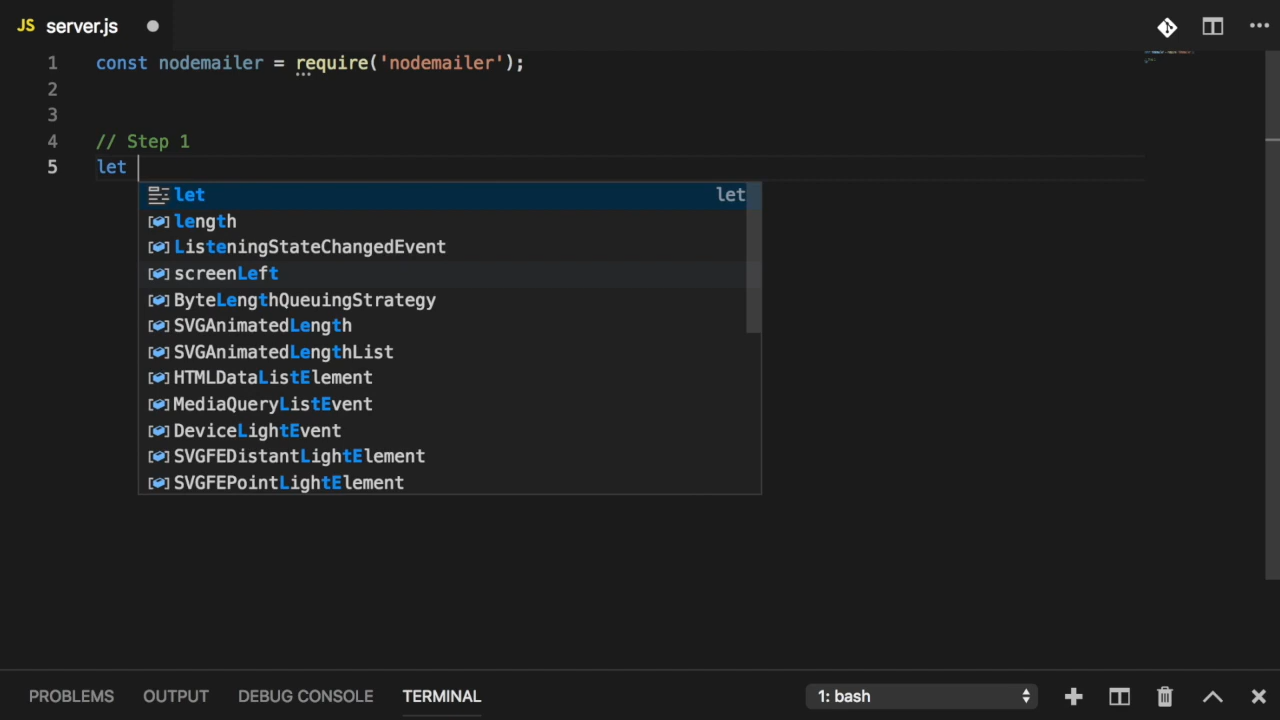 JS server.js
1 const nodemailer = require('nodemailer');
2
3
4 // Step 1
5 let
let let
length
ListeningStateChangedEvent
screenLeft
ByteLengthQueuingStrategy
SVGAnimatedLength
SVGAnimatedLengthList
HTMLDataListElement
MediaQueryListEvent
DeviceLightEvent
SVGFEDistantLightElement
SVGFEPointLightElement
PROBLEMS OUTPUT DEBUG CONSOLE TERMINAL 1: bash